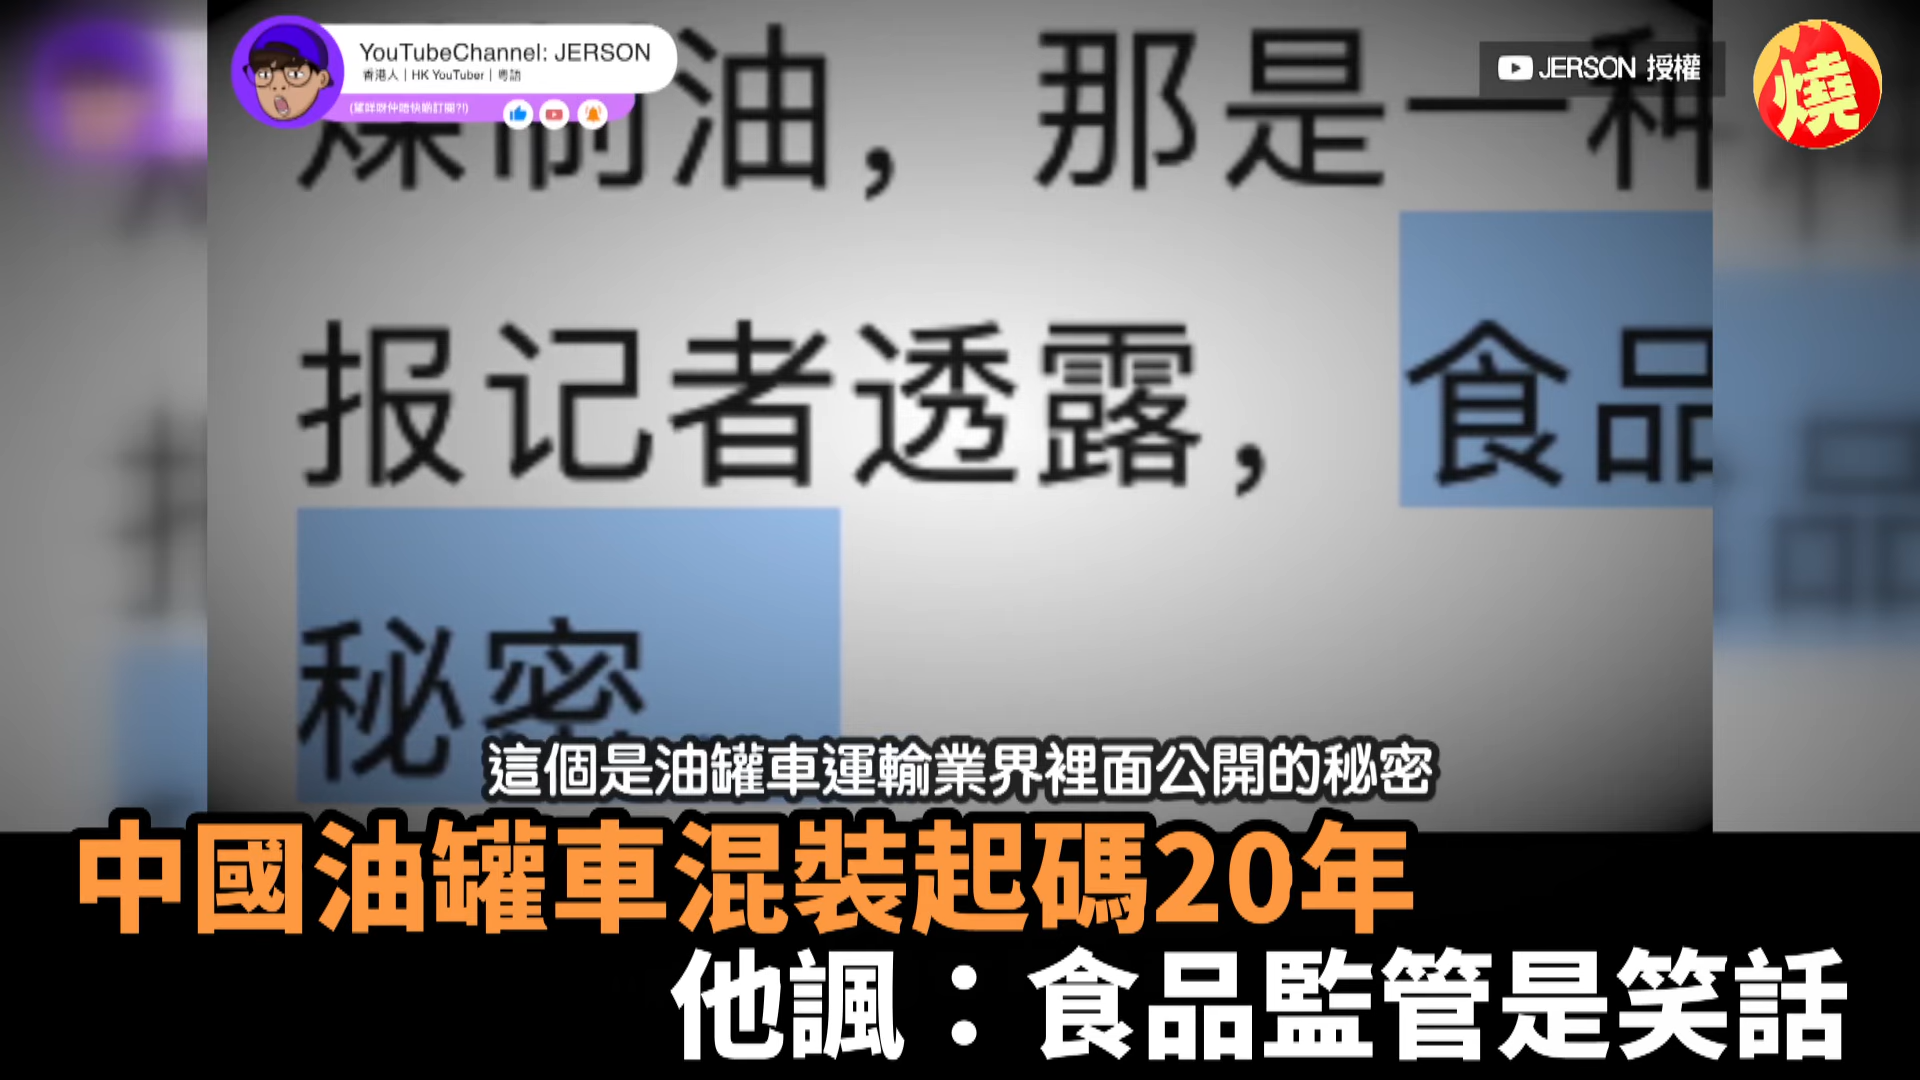 YouTubeChannel: JERSON
香港人｜HK YouTuber｜粵語
JERSON 授權
燒
煤制油，那是一种
报记者透露，食品
秘密
這個是油罐車運輸業界裡面公開的秘密
中國油罐車混裝起碼20年
他諷：食品監管是笑話